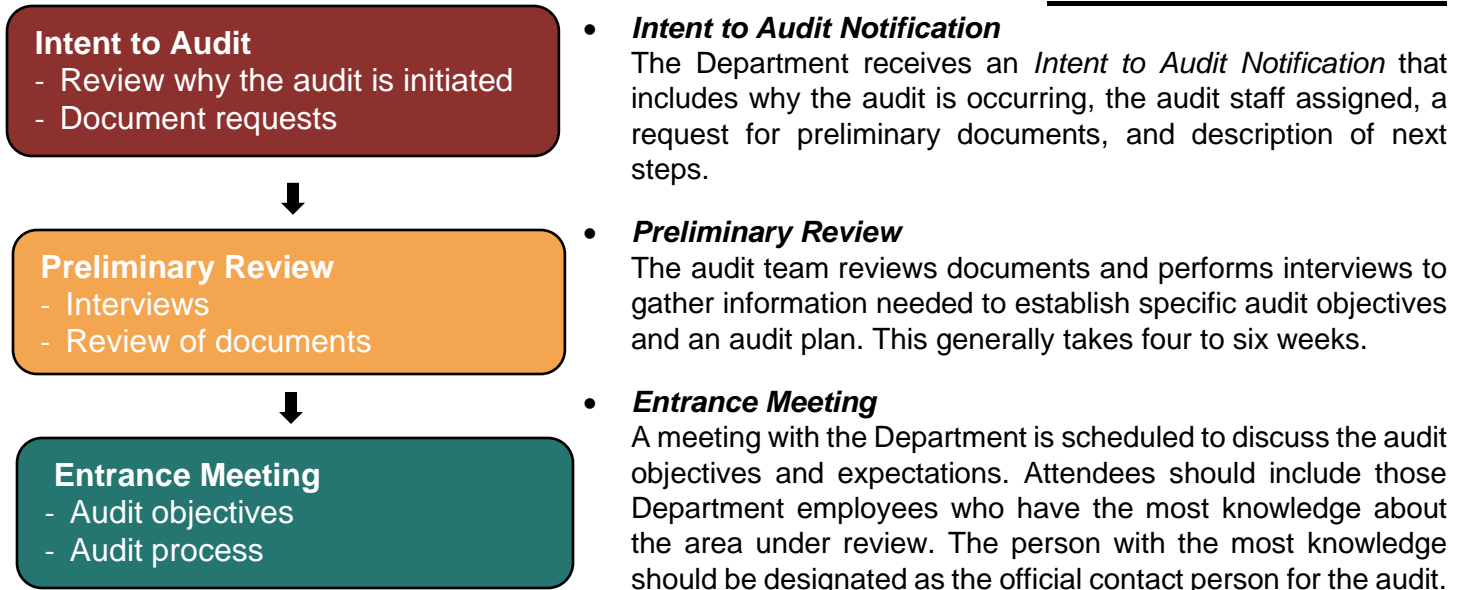 Intent to Audit
- Review why the audit is initiated
- Document requests
Preliminary Review
- Interviews
- Review of documents
Entrance Meeting
- Audit objectives
- Audit process
• Intent to Audit Notification
The Department receives an Intent to Audit Notification that
includes why the audit is occurring, the audit staff assigned, a
request for preliminary documents, and description of next
steps.
• Preliminary Review
The audit team reviews documents and performs interviews to
gather information needed to establish specific audit objectives
and an audit plan. This generally takes four to six weeks.
• Entrance Meeting
A meeting with the Department is scheduled to discuss the audit
objectives and expectations. Attendees should include those
Department employees who have the most knowledge about
the area under review. The person with the most knowledge
should be designated as the official contact person for the audit.